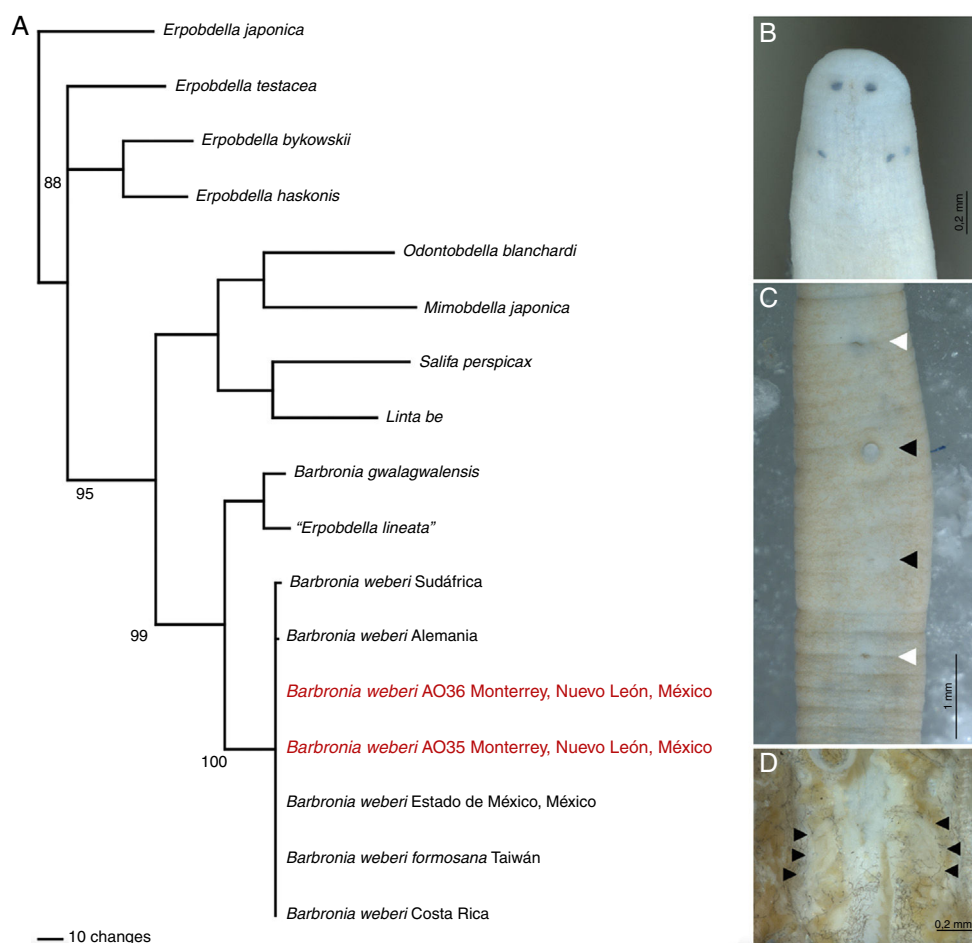 A
Erpobdella japonica
Erpobdella testacea
Erpobdella bykowskii
88
Erpobdella haskonis
Odontobdella blanchardi
Mimobdella japonica
Salifa perspicax
Linta be
Barbronia gwalagwalensis
95
“Erpobdella lineata”
Barbronia weberi Sudáfrica
Barbronia weberi Alemania
99
Barbronia weberi AO36 Monterrey, Nuevo León, México
Barbronia weberi AO35 Monterrey, Nuevo León, México
100
Barbronia weberi Estado de México, México
Barbronia weberi formosana Taiwán
Barbronia weberi Costa Rica
10 changes
B
0,2 mm
C
1 mm
D
0,2 mm